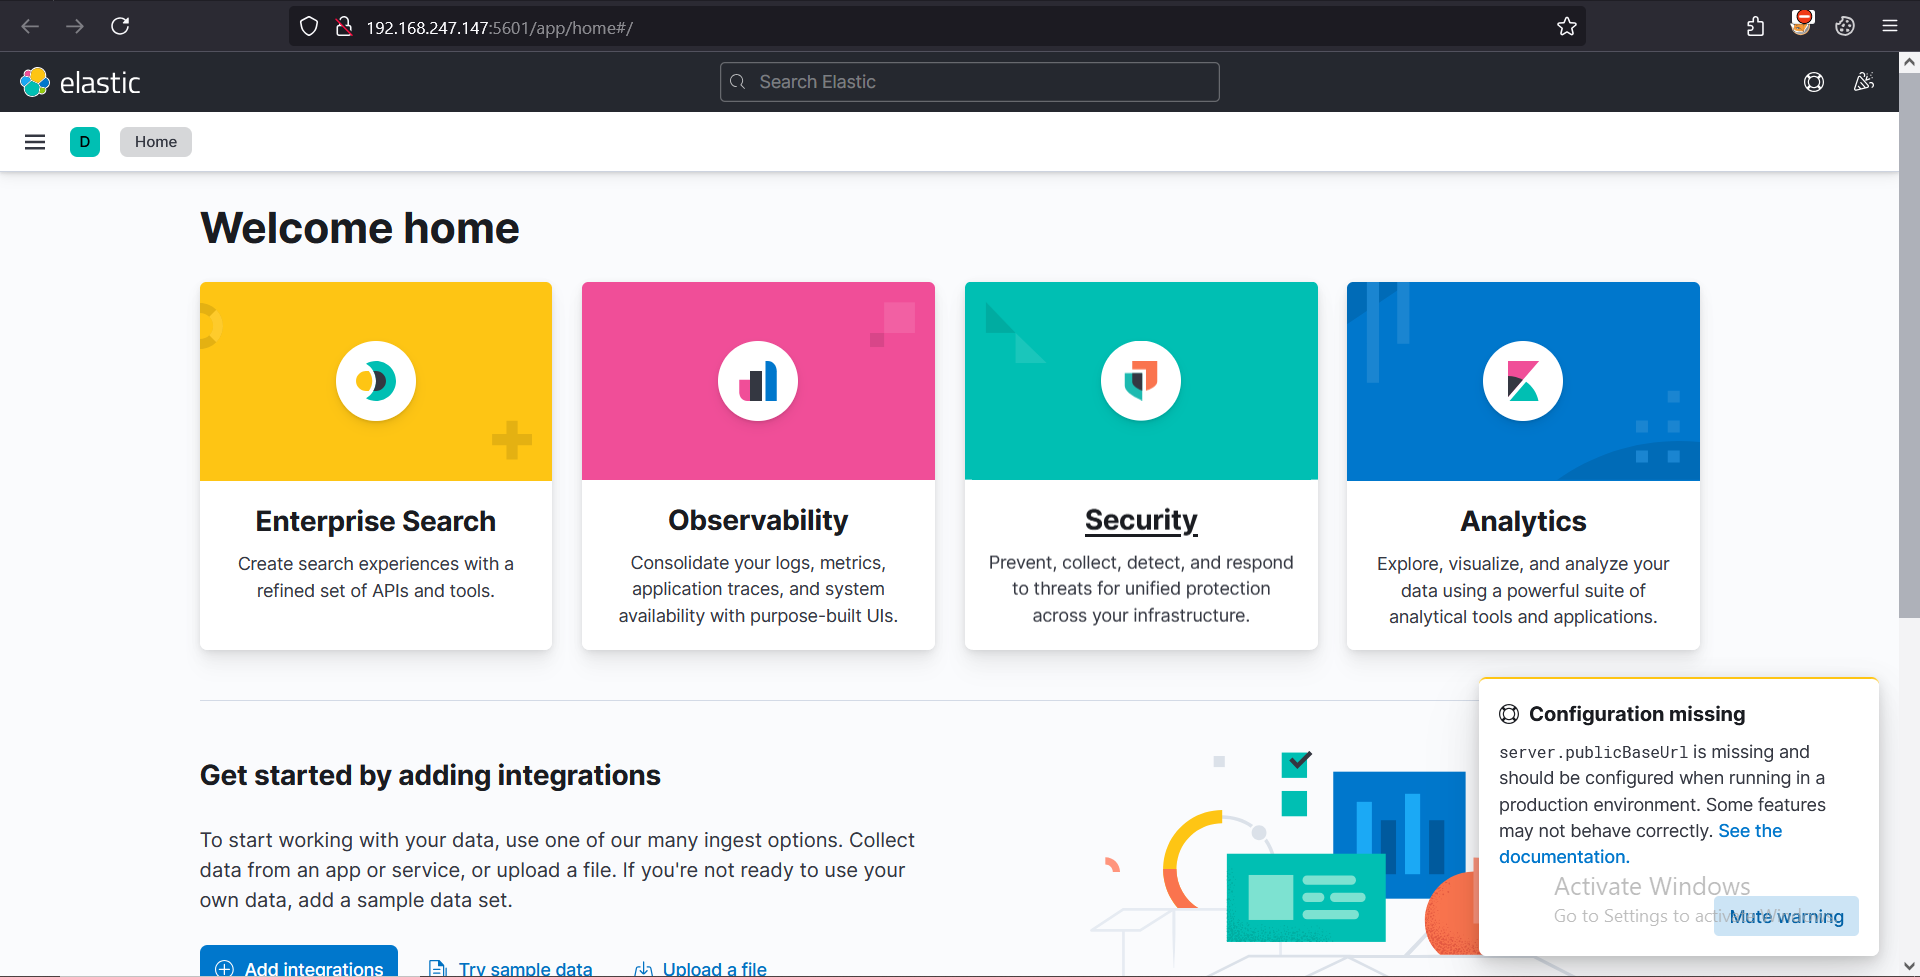 192.168.247.147:5601/app/home#/
elastic
Search Elastic
D
Home
Welcome home
Enterprise Search
Create search experiences with a
refined set of APIs and tools.
Observability
Consolidate your logs, metrics,
application traces, and system
availability with purpose-built UIs.
Security
Prevent, collect, detect, and respond
to threats for unified protection
across your infrastructure.
Analytics
Explore, visualize, and analyze your
data using a powerful suite of
analytical tools and applications.
Get started by adding integrations
To start working with your data, use one of our many ingest options. Collect
data from an app or service, or upload a file. If you're not ready to use your
own data, add a sample data set.
Add integrations
Try sample data
Upload a file
Configuration missing
server.publicBaseUrl is missing and
should be configured when running in a
production environment. Some features
may not behave correctly. See the
documentation.
Mute warning
Activate Windows
Go to Settings to activate Windows.